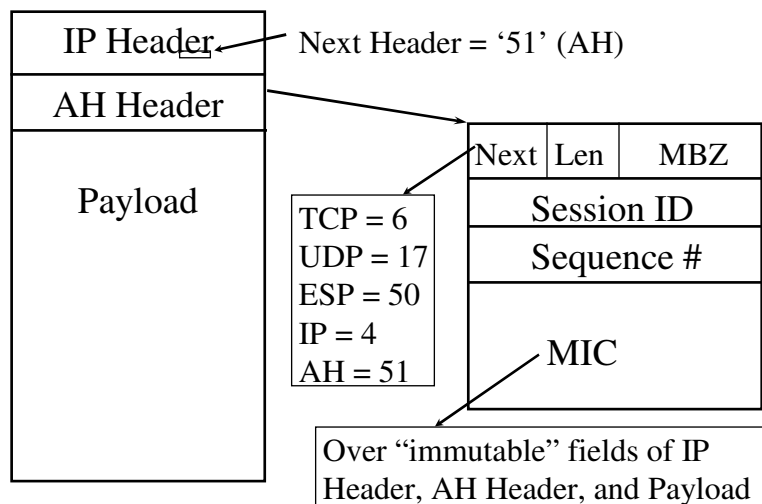 IP Header
Next Header = ‘51’ (AH)
AH Header
Payload
Next Len MBZ
Session ID
Sequence #
MIC
TCP = 6
UDP = 17
ESP = 50
IP = 4
AH = 51
Over “immutable” fields of IP
Header, AH Header, and Payload